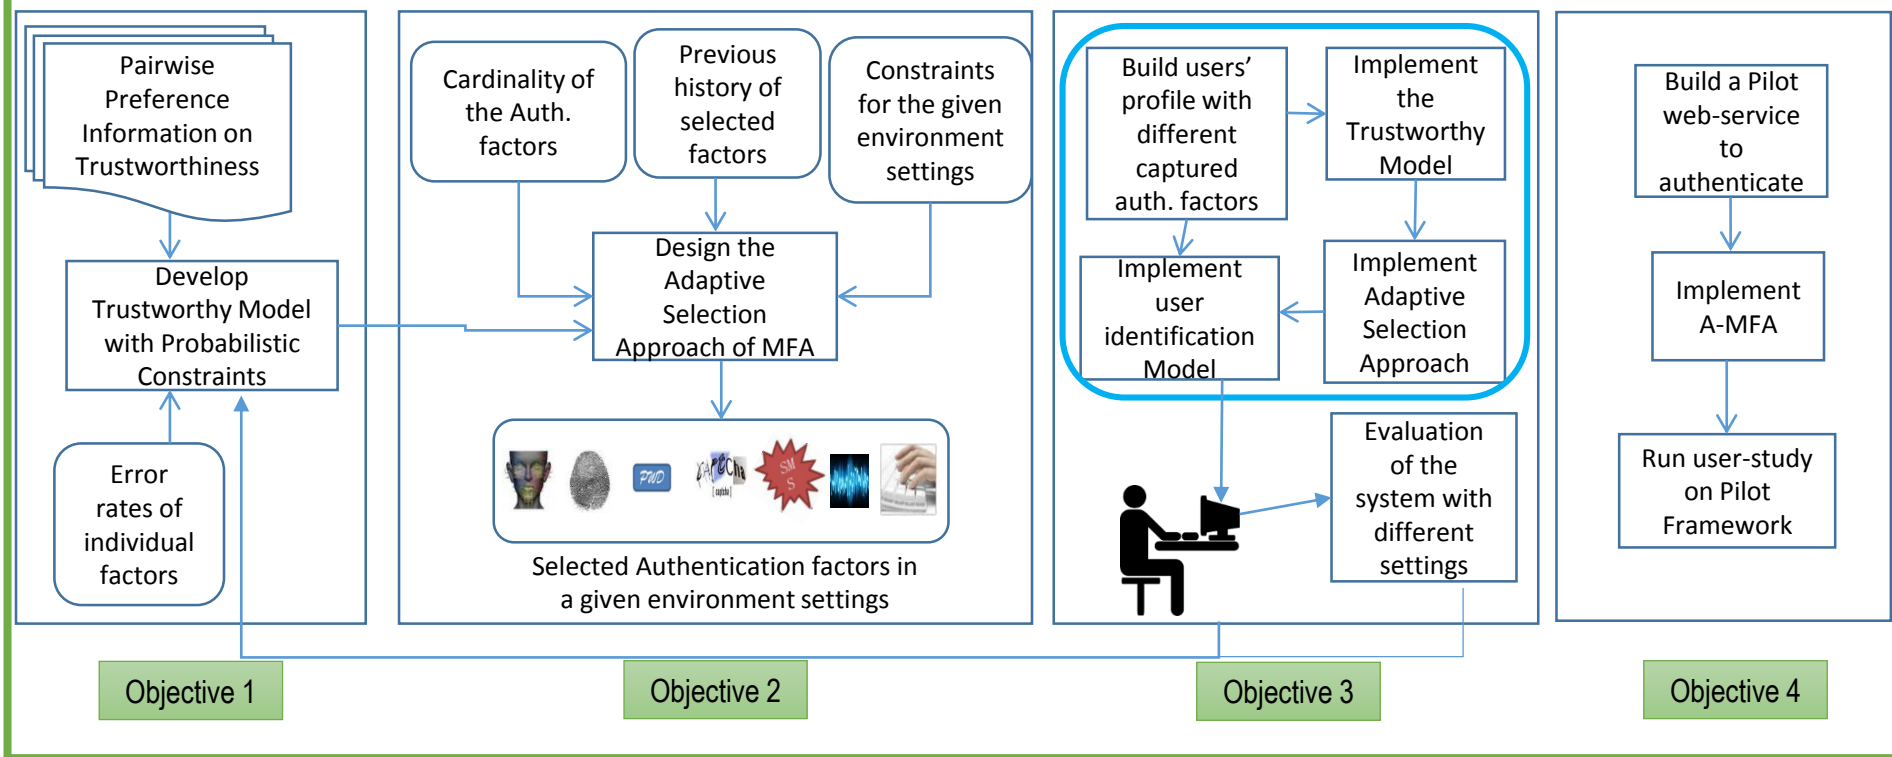 Pairwise
Preference
Information on
Trustworthiness
Develop
Trustworthy Model
with Probabilistic
Constraints
Error
rates of
individual
factors
Cardinality of
the Auth.
factors
Previous
history of
selected
factors
Constraints
for the given
environment
settings
Design the
Adaptive
Selection
Approach of MFA
PWD
CAPTCha
[ captcha ]
SM
S
Selected Authentication factors in
a given environment settings
Build users’
profile with
different
captured
auth. factors
Implement
the
Trustworthy
Model
Implement
user
identification
Model
Implement
Adaptive
Selection
Approach
Evaluation
of the
system with
different
settings
Build a Pilot
web-service
to
authenticate
Implement
A-MFA
Run user-study
on Pilot
Framework
Objective 1
Objective 2
Objective 3
Objective 4